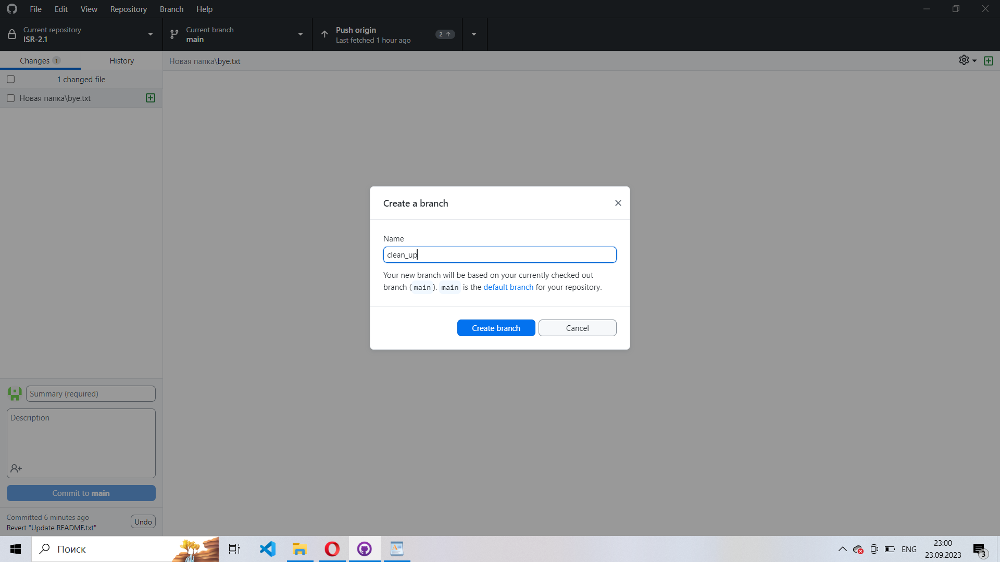 File Edit View Repository Branch Help
Current repository
ISR-2.1
Current branch
main
Push origin
Last fetched 1 hour ago
2
Changes 1
History
1 changed file
Новая папка\bye.txt
Новая папка\bye.txt
Create a branch
Name
clean_up
Your new branch will be based on your currently checked out
branch (main). main is the default branch for your repository.
Create branch
Cancel
Summary (required)
Description
Commit to main
Committed 6 minutes ago
Revert "Update README.txt"
Undo
Поиск
ENG
23:00
23.09.2023
3